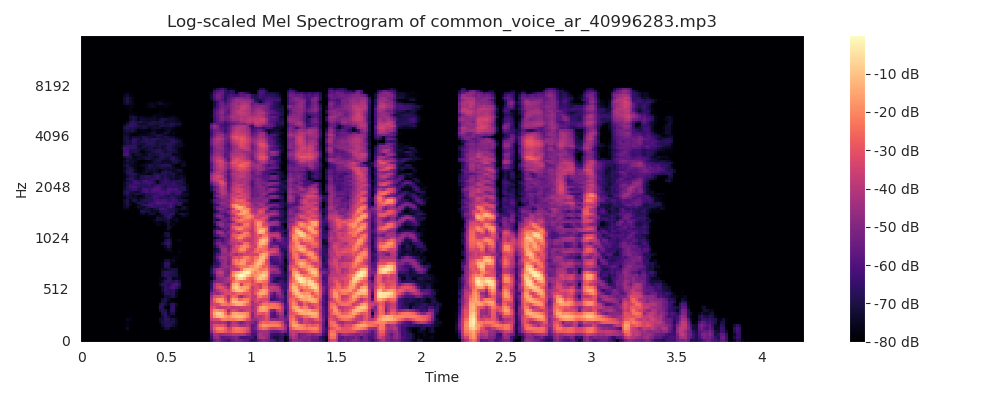 Log-scaled Mel Spectrogram of common_voice_ar_40996283.mp3
8192
4096
2048
1024
512
0
Hz
0 0.5 1 1.5 2 2.5 3 3.5 4
Time
-10 dB
-20 dB
-30 dB
-40 dB
-50 dB
-60 dB
-70 dB
-80 dB